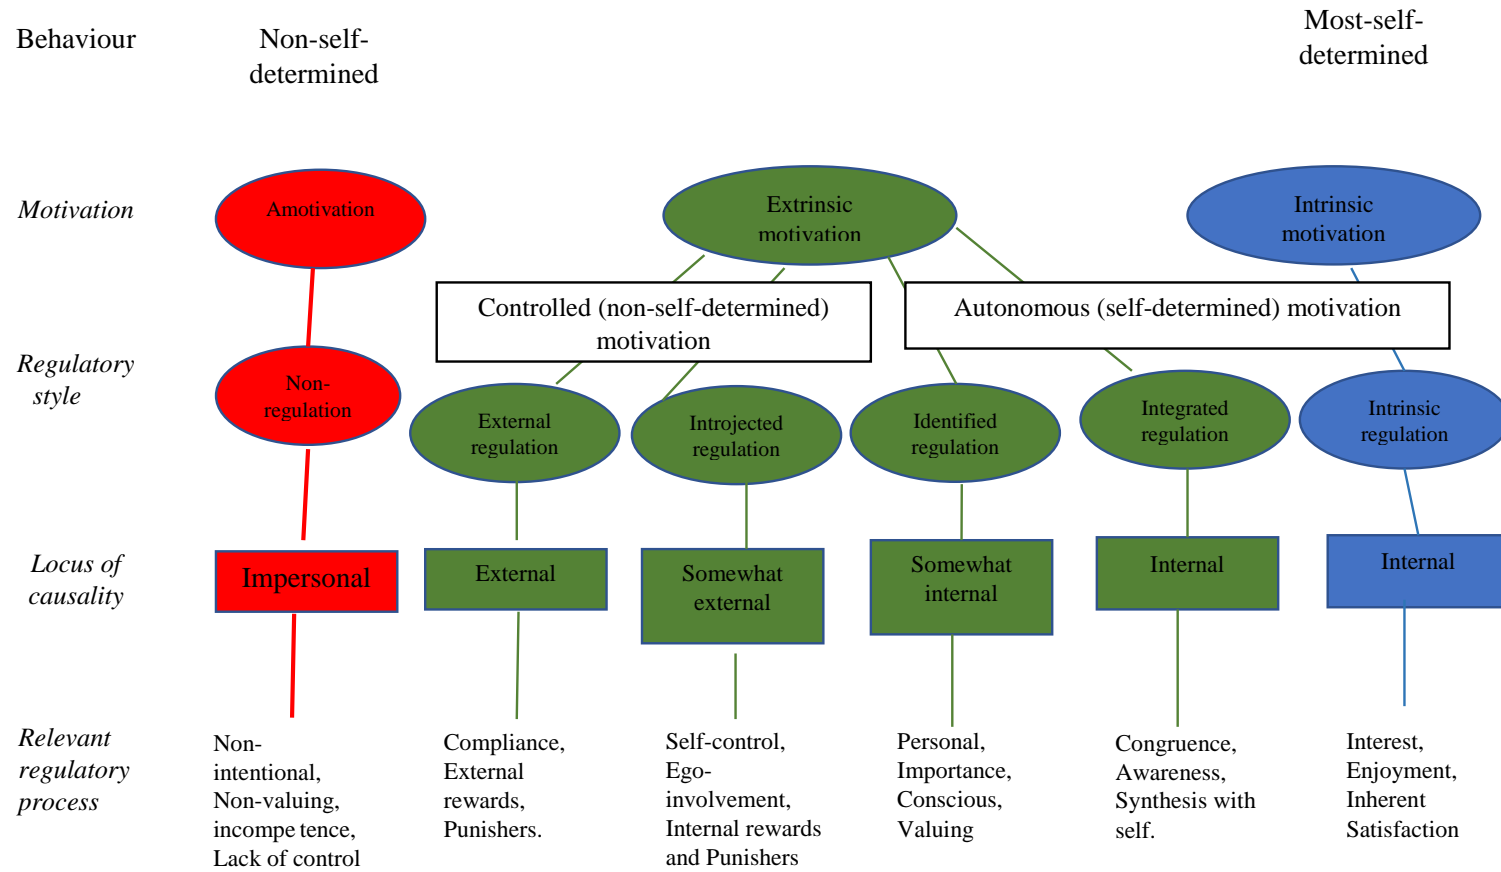 Behaviour
Non-self-
determined
Most-self-
determined
Motivation
Amotivation
Extrinsic
motivation
Intrinsic
motivation
Controlled (non-self-determined)
motivation
Autonomous (self-determined) motivation
Regulatory
style
Non-
regulation
External
regulation
Introjected
regulation
Identified
regulation
Integrated
regulation
Intrinsic
regulation
Locus of
causality
Impersonal
External
Somewhat
external
Somewhat
internal
Internal
Internal
Relevant
regulatory
process
Non-
intentional,
Non-valuing,
incompe tence,
Lack of control
Compliance,
External
rewards,
Punishers.
Self-control,
Ego-
involvement,
Internal rewards
and Punishers
Personal,
Importance,
Conscious,
Valuing
Congruence,
Awareness,
Synthesis with
self.
Interest,
Enjoyment,
Inherent
Satisfaction